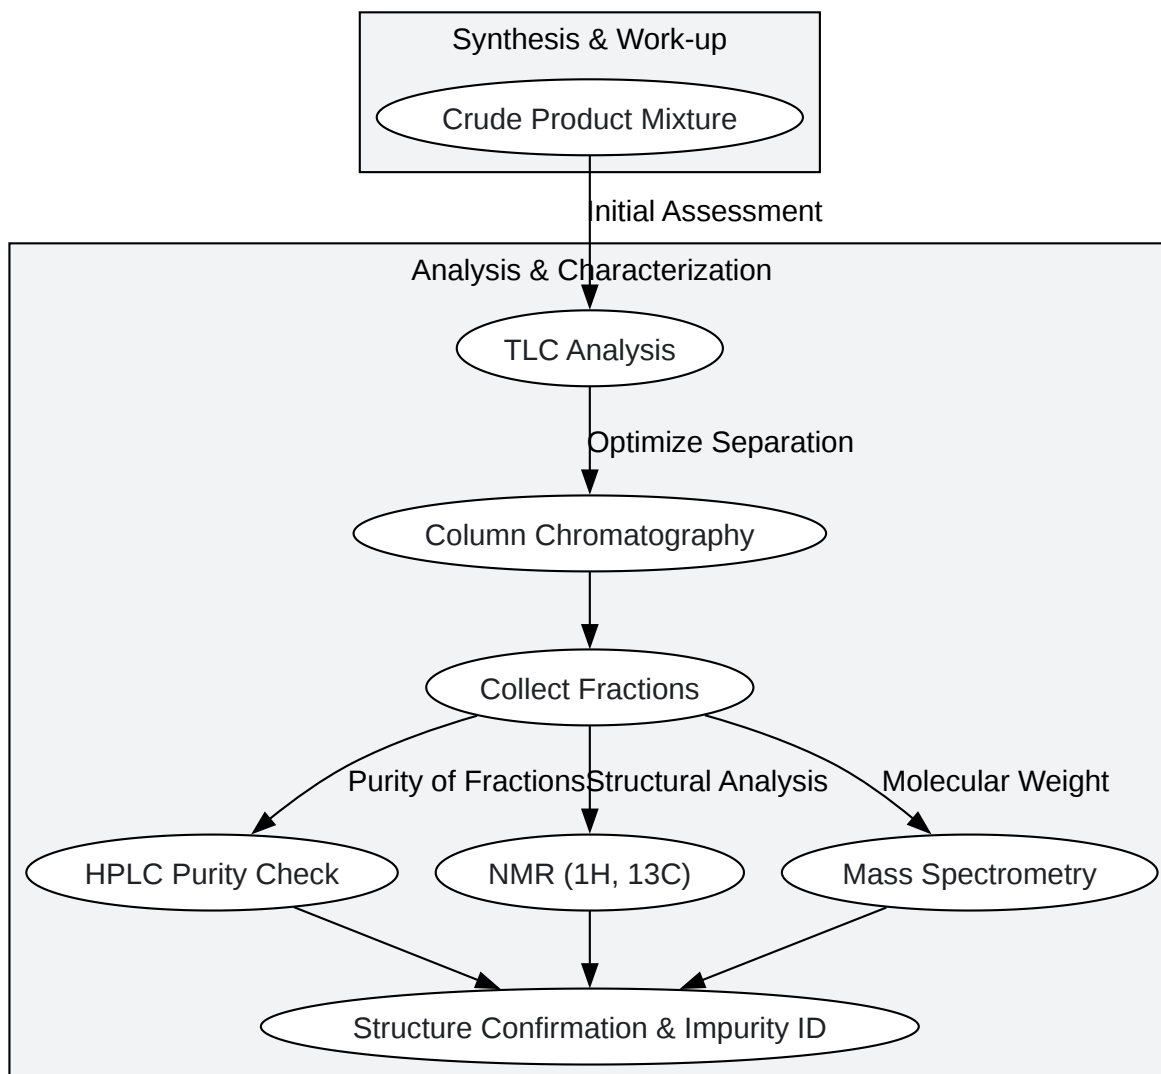 Synthesis & Work-up
Crude Product Mixture
Initial Assessment
Analysis & Characterization
TLC Analysis
Optimize Separation
Column Chromatography
Collect Fractions
Purity of Fractions
Structural Analysis
Molecular Weight
HPLC Purity Check
NMR (1H, 13C)
Mass Spectrometry
Structure Confirmation & Impurity ID